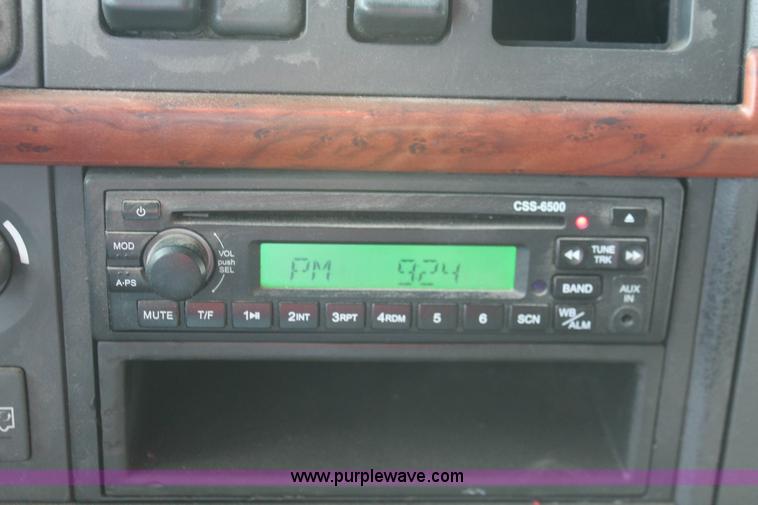 CSS-6500
MOD
VOL
push
SEL
A•PS
PM 924
TUNE
TRK
BAND
AUX
IN
MUTE T/F 1 2INT 3RPT 4RDM 5 6 SCN WB/ALM
www.purplewave.com